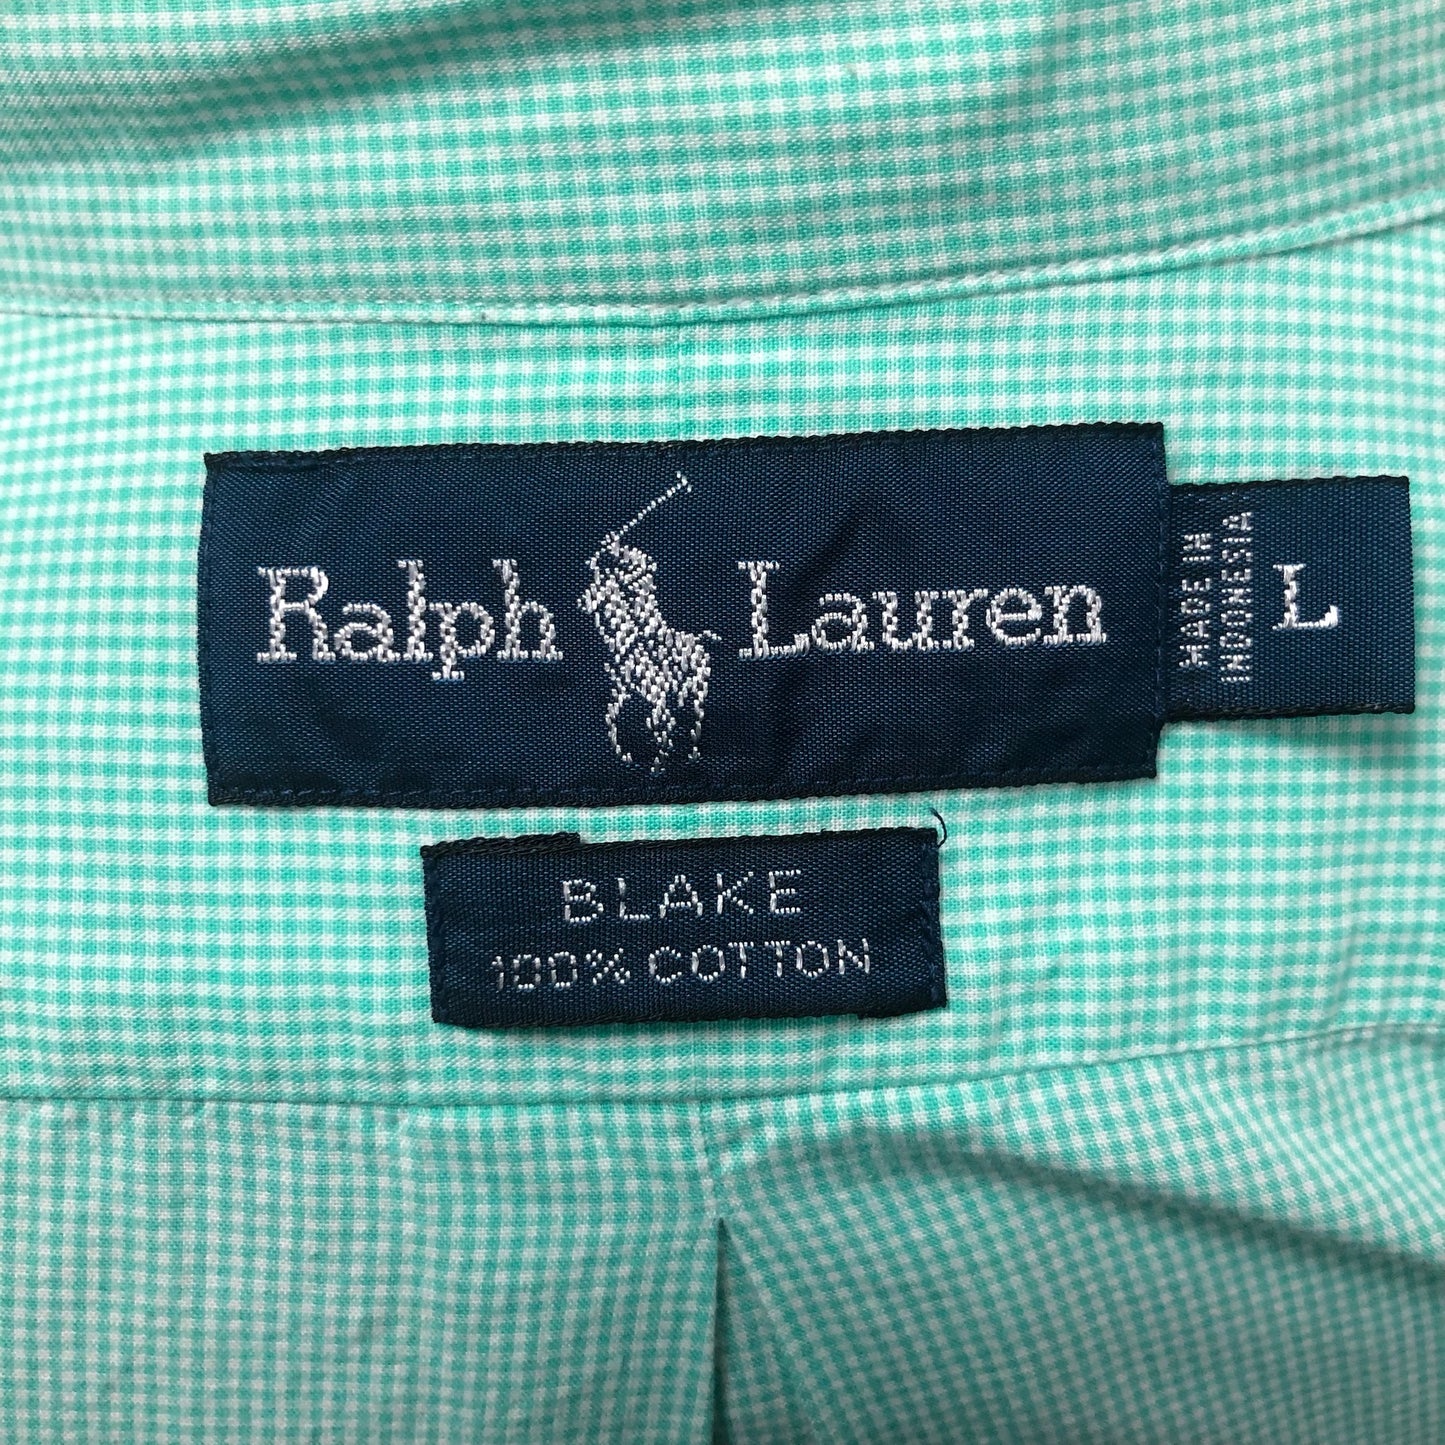 Ralph Lauren
MADE IN
INDONESIA
L
BLAKE
100% COTTON